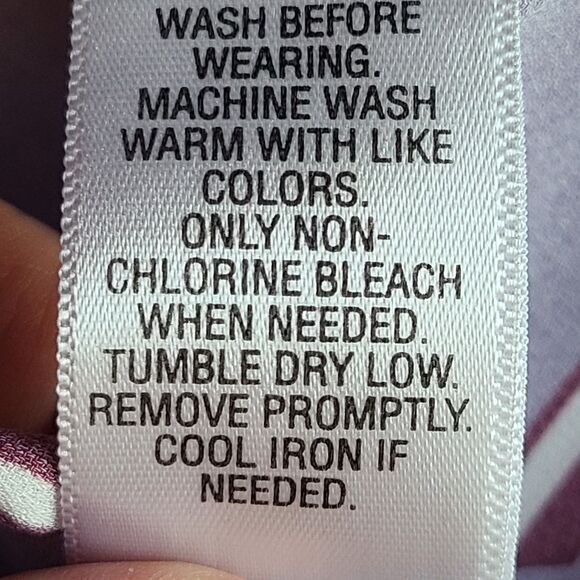 WASH BEFORE
WEARING.
MACHINE WASH
WARM WITH LIKE
COLORS.
ONLY NON-
CHLORINE BLEACH
WHEN NEEDED.
TUMBLE DRY LOW.
REMOVE PROMPTLY.
COOL IRON IF
NEEDED.